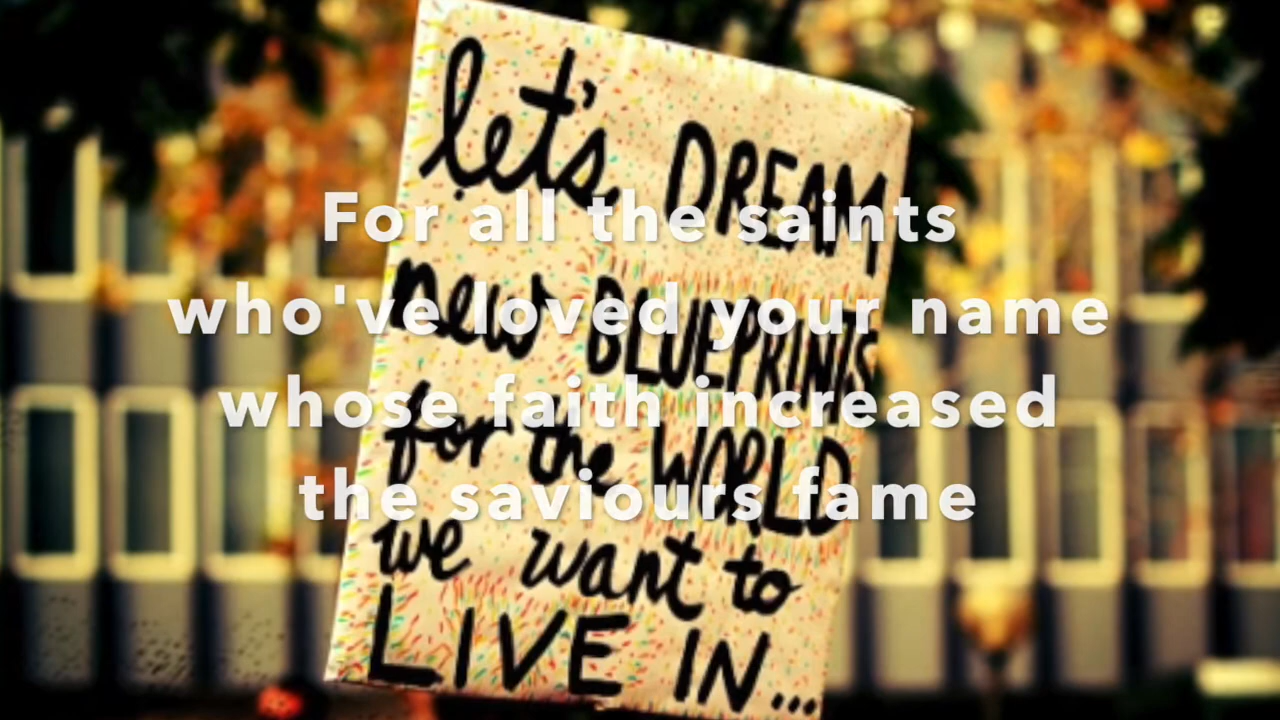 let's DREAM
new BLUEPRINTS
for the WORLD
we want to
LIVE IN...
For all the saints
who've loved your name
whose faith increased
the saviours fame